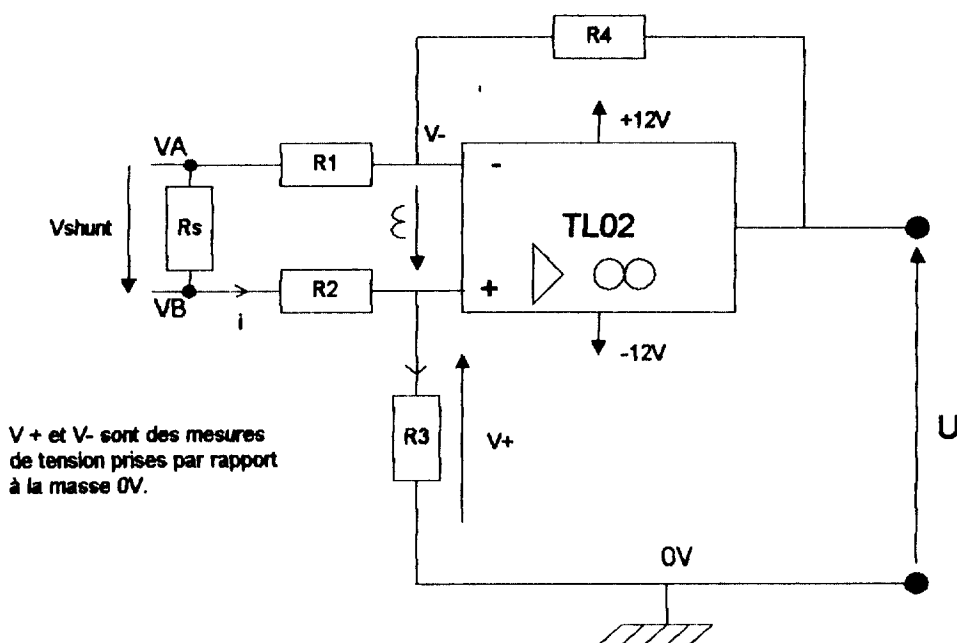 R4
V-
+12V
VA
R1
-
Vshunt
Rs
ε
TL02
VB
i
R2
+
-12V
V + et V- sont des mesures
de tension prises par rapport
à la masse 0V.
R3
V+
U
0V